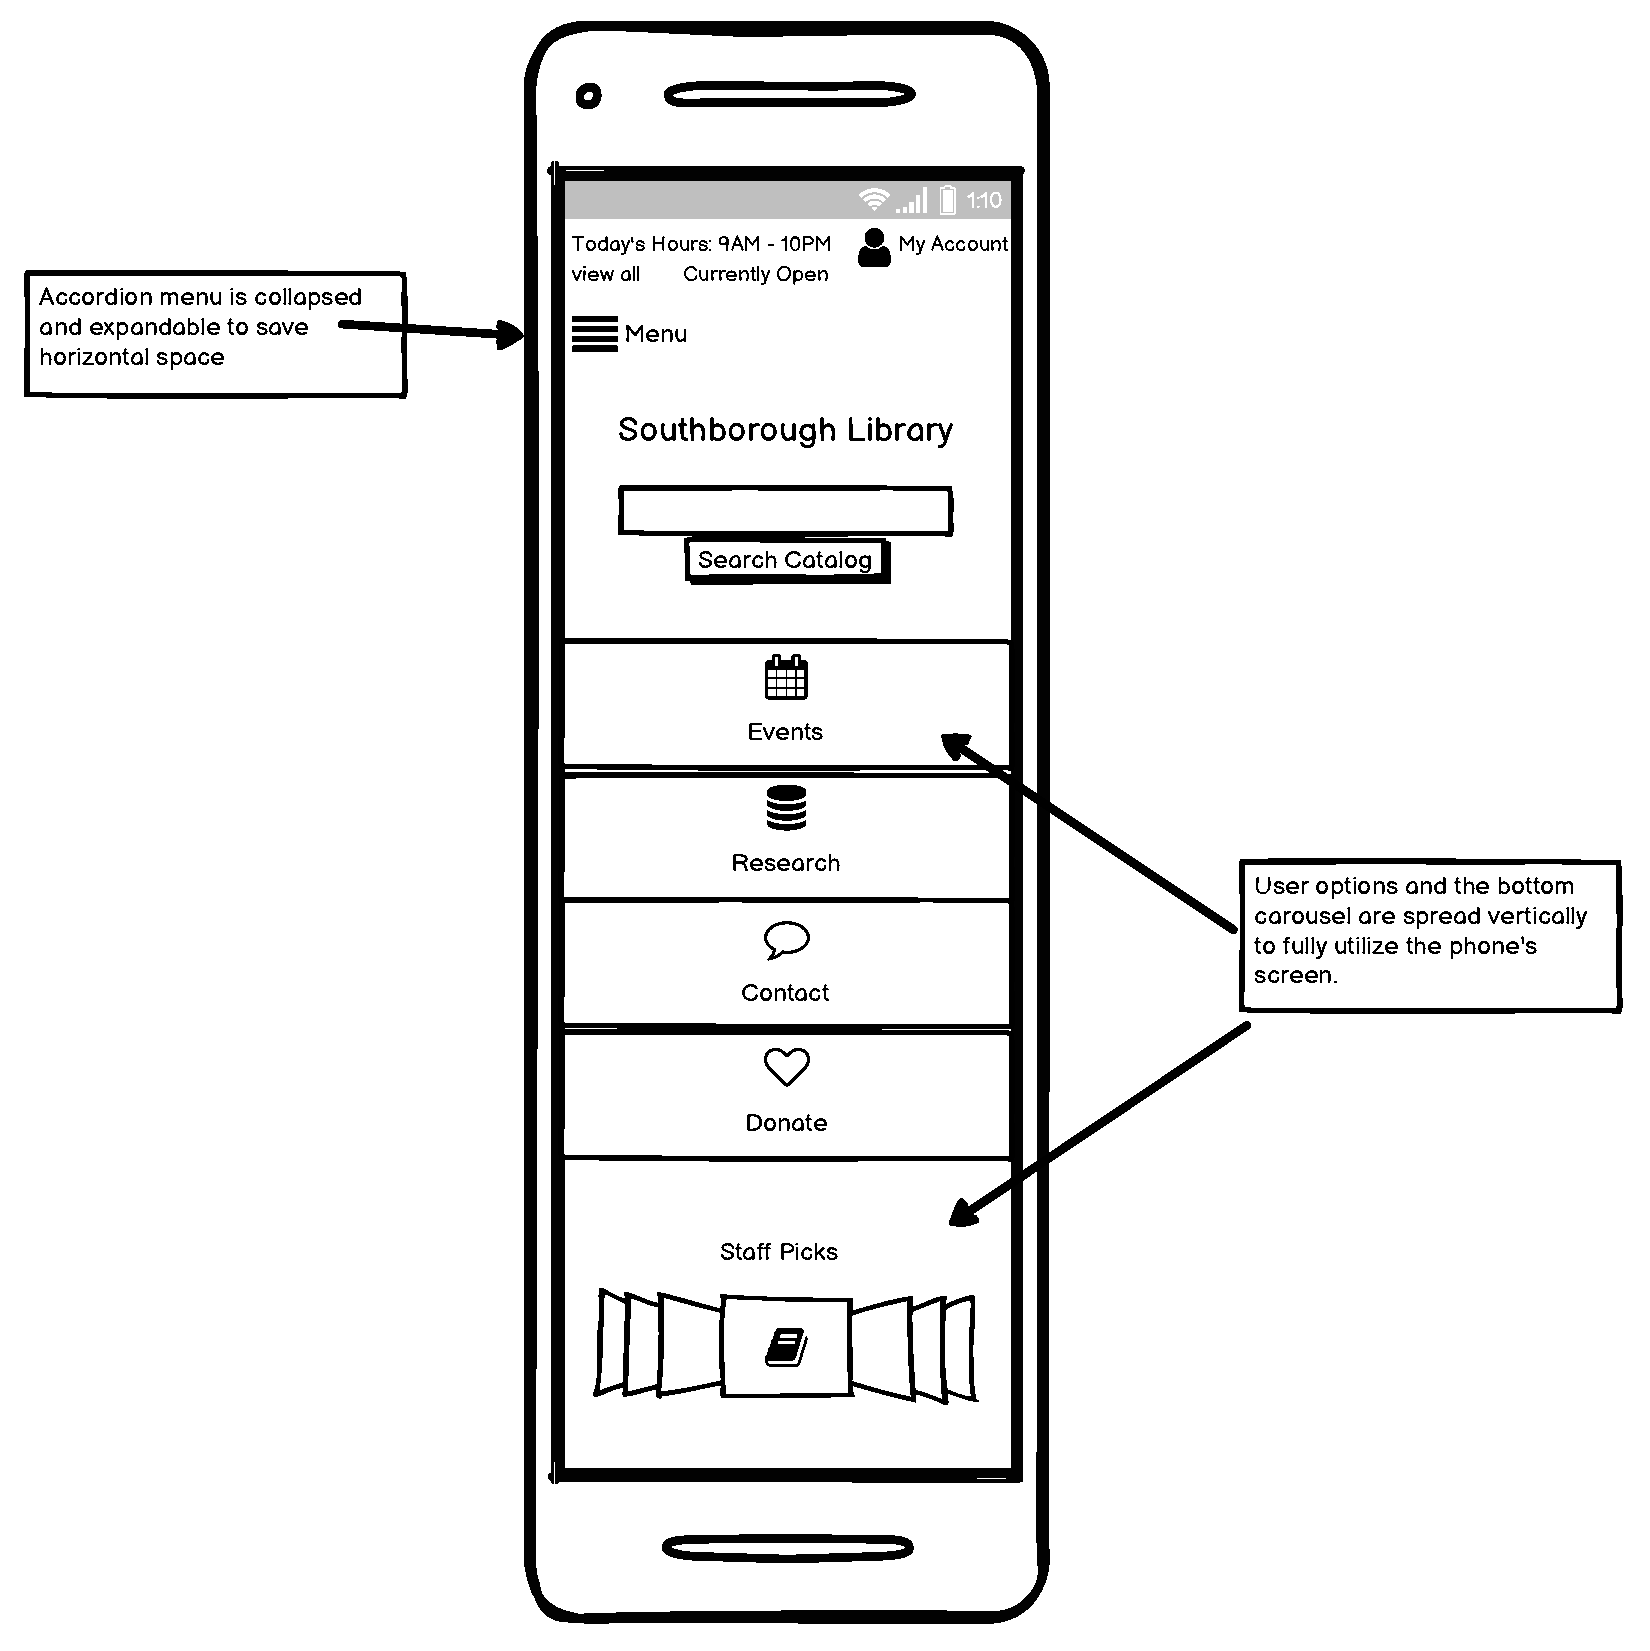 1:10
Today's Hours: 9AM - 10PM
My Account
view all
Currently Open
Accordion menu is collapsed
and expandable to save
horizontal space
Menu
Southborough Library
Search Catalog
Events
Research
User options and the bottom
carousel are spread vertically
to fully utilize the phone's
screen.
Contact
Donate
Staff Picks